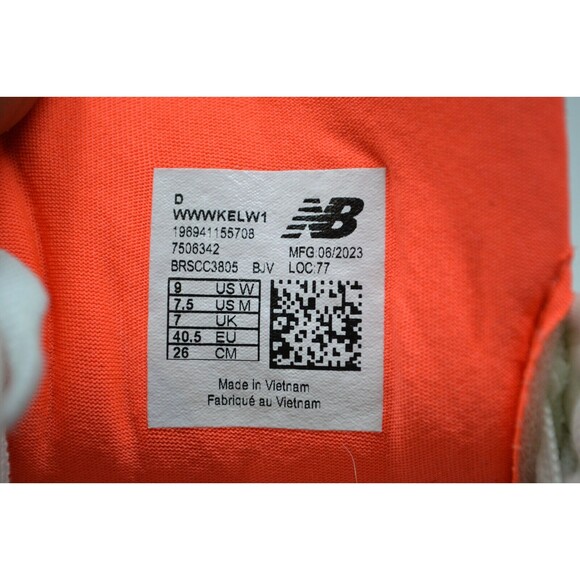 D
WWWKELW1
196941155708
7506342 MFG:06/2023
BRSCC3805 BJV LOC:77
9 US W
7.5 US M
7 UK
40.5 EU
26 CM
NB
Made in Vietnam
Fabriqué au Vietnam